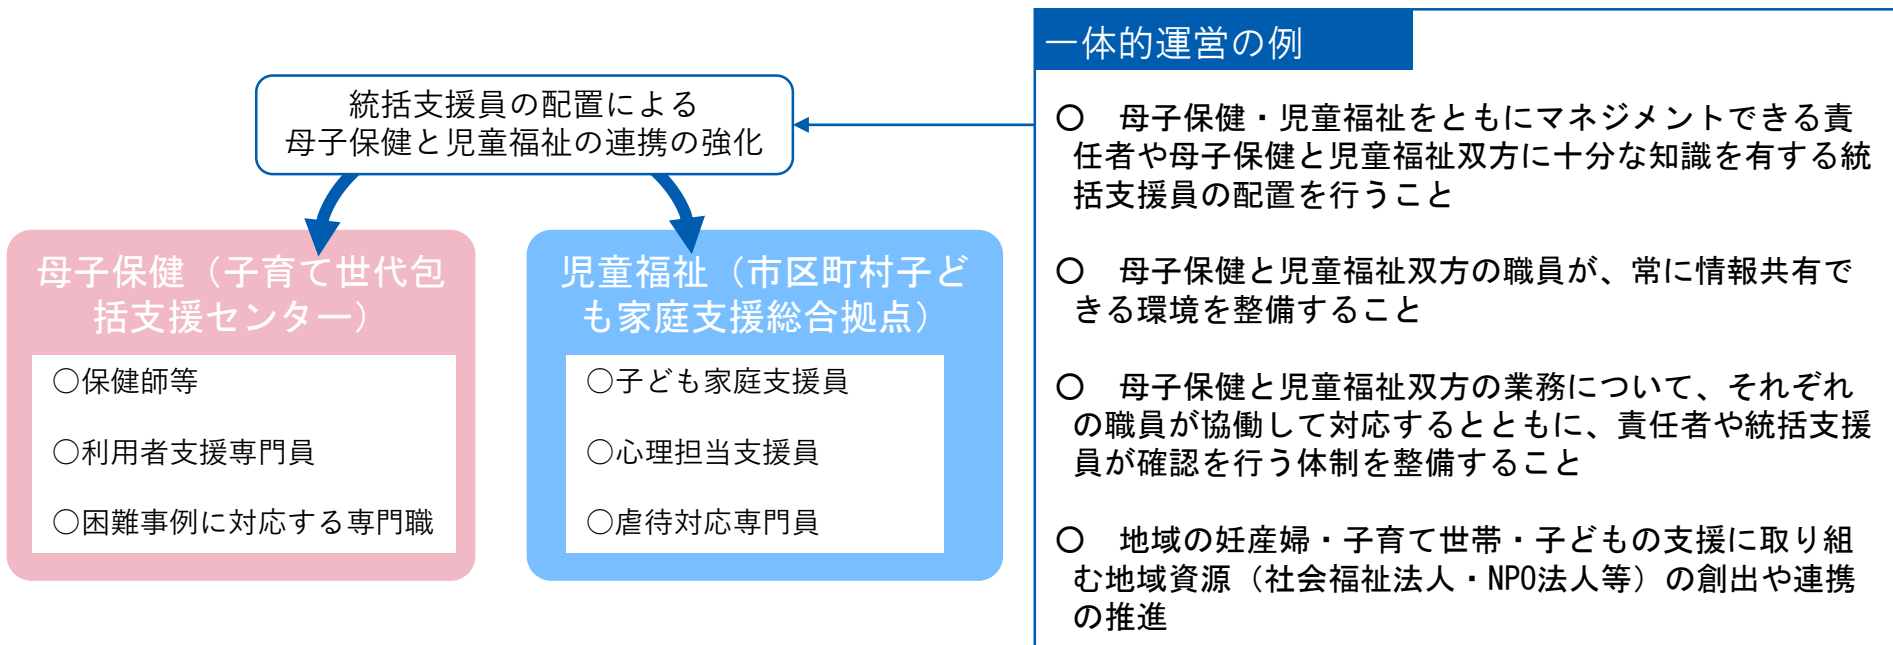 統括支援員の配置による
母子保健と児童福祉の連携の強化
母子保健（子育て世代包
括支援センター）
○保健師等
○利用者支援専門員
○困難事例に対応する専門職
児童福祉（市区町村子ど
も家庭支援総合拠点）
○子ども家庭支援員
○心理担当支援員
○虐待対応専門員
一体的運営の例
○　母子保健・児童福祉をともにマネジメントできる責
任者や母子保健と児童福祉双方に十分な知識を有する統
括支援員の配置を行うこと
○　母子保健と児童福祉双方の職員が、常に情報共有で
きる環境を整備すること
○　母子保健と児童福祉双方の業務について、それぞれ
の職員が協働して対応するとともに、責任者や統括支援
員が確認を行う体制を整備すること
○　地域の妊産婦・子育て世帯・子どもの支援に取り組
む地域資源（社会福祉法人・NPO法人等）の創出や連携
の推進